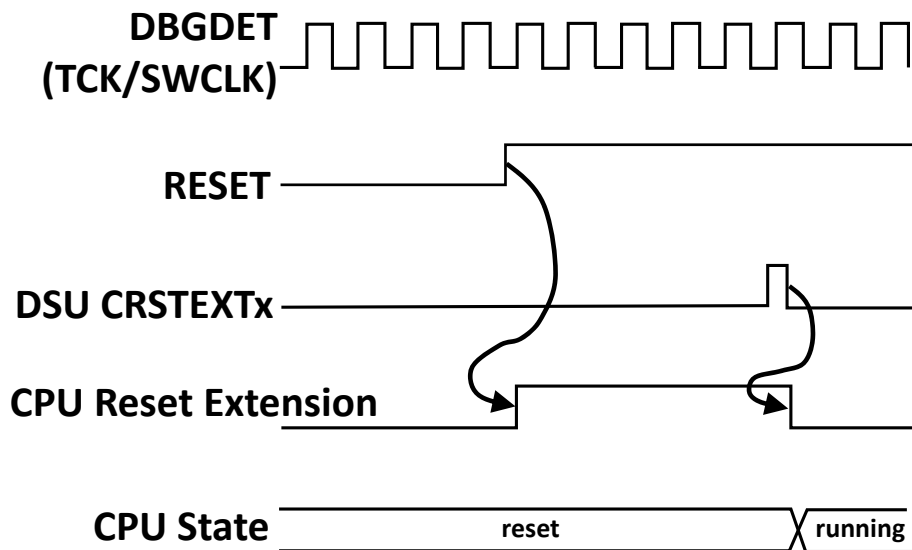 DBGDET
(TCK/SWCLK)
RESET
DSU CRSTEXTx
CPU Reset Extension
CPU State
reset
running